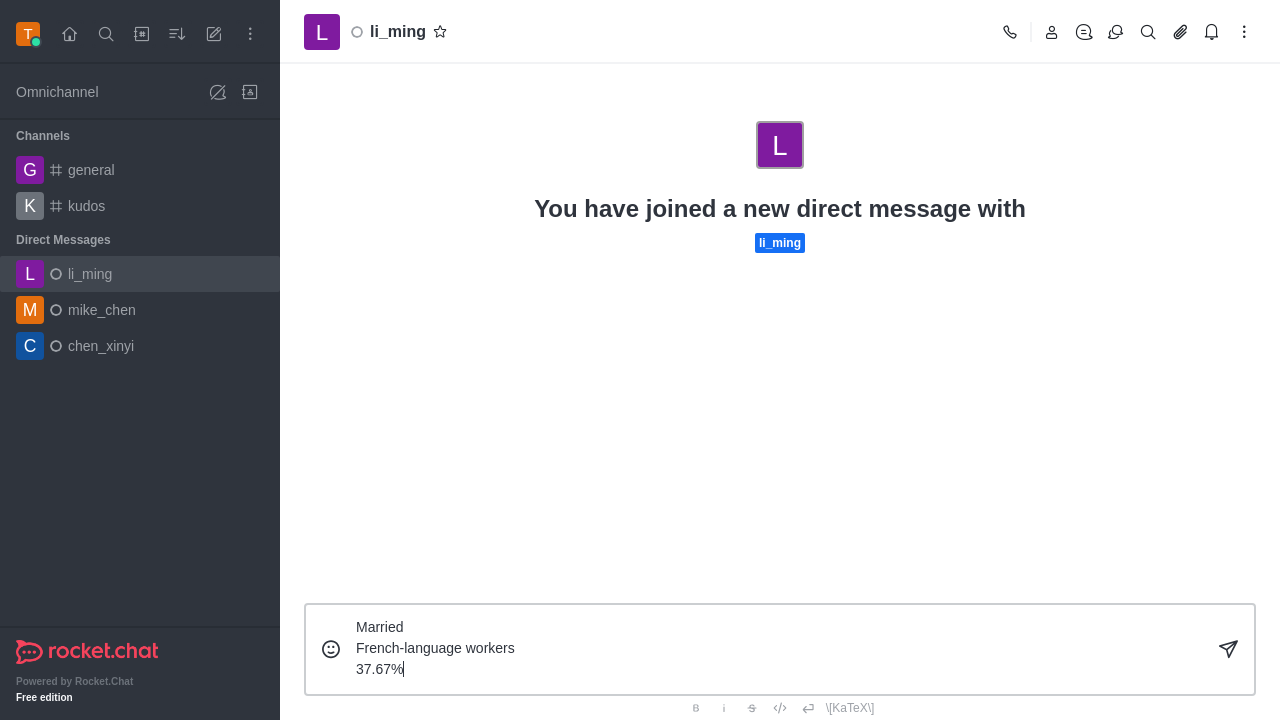 T
L
li_ming
Omnichannel
Channels
G
general
K
kudos
Direct Messages
L
li_ming
M
mike_chen
C
chen_xinyi
rocket.chat
Powered by Rocket.Chat
Free edition
L
You have joined a new direct message with
li_ming
Married
French-language workers
37.67%
B i S </> \[KaTeX\]